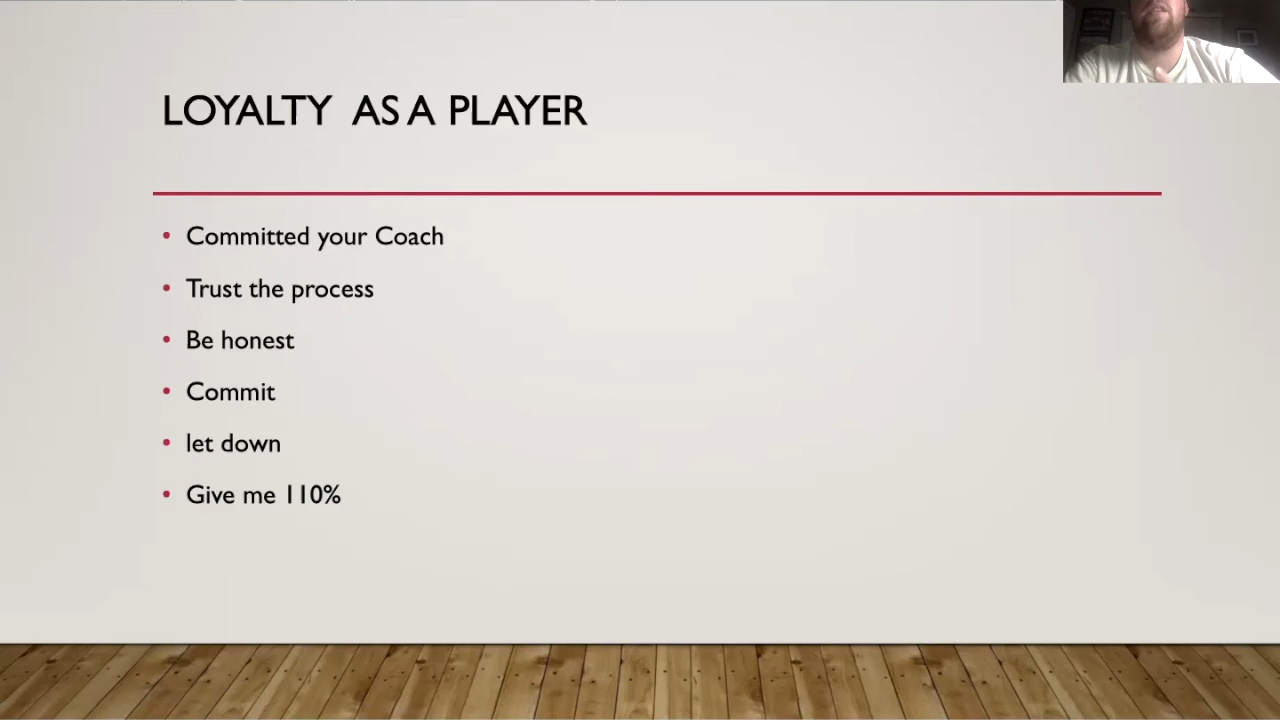 LOYALTY AS A PLAYER
Committed your Coach
Trust the process
Be honest
Commit
let down
Give me 110%